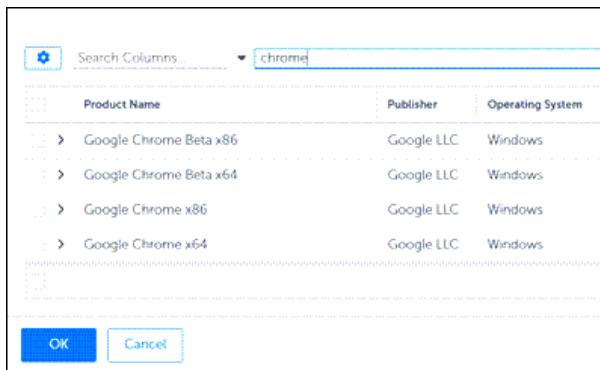 Search Columns... chrome
Product Name Publisher Operating System
Google Chrome Beta x86 Google LLC Windows
Google Chrome Beta x64 Google LLC Windows
Google Chrome x86 Google LLC Windows
Google Chrome x64 Google LLC Windows
OK Cancel